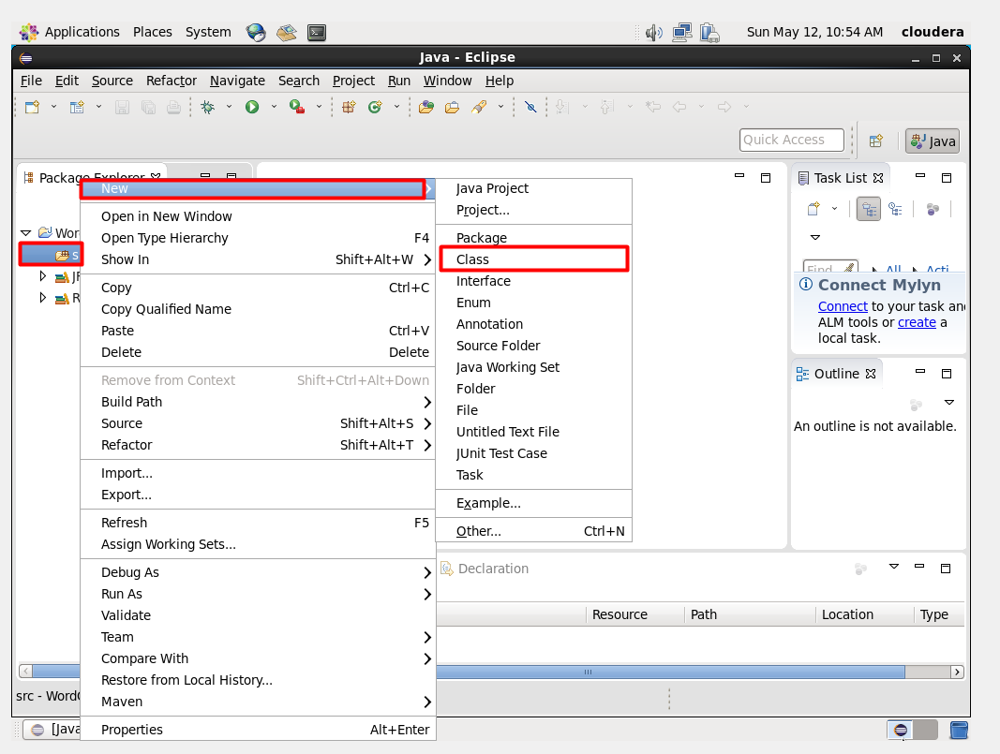 Applications Places System Sun May 12, 10:54 AM cloudera
Java - Eclipse
File Edit Source Refactor Navigate Search Project Run Window Help
Quick Access Java
Package Explorer
Task List
New
Open in New Window
Open Type Hierarchy F4
Show In Shift+Alt+W
Copy Ctrl+C
Copy Qualified Name
Paste Ctrl+V
Delete Delete
Remove from Context Shift+Ctrl+Alt+Down
Build Path
Source Shift+Alt+S
Refactor Shift+Alt+T
Import...
Export...
Refresh F5
Assign Working Sets...
Debug As
Run As
Validate
Team
Compare With
Restore from Local History...
Maven
Properties Alt+Enter
Java Project
Project...
Package
Class
Interface
Enum
Annotation
Source Folder
Java Working Set
Folder
File
Untitled Text File
JUnit Test Case
Task
Example...
Other... Ctrl+N
Wor
s
JR
R
Find All Acti
Connect Mylyn
Connect to your task and
ALM tools or create a
local task.
Outline
An outline is not available.
Declaration
Resource Path Location Type
src - WordC
[Java